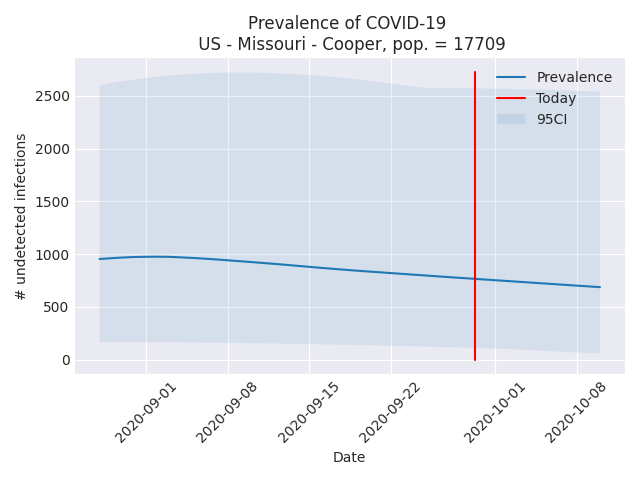 Prevalence of COVID-19
US - Missouri - Cooper, pop. = 17709
Prevalence
Today
95CI
# undetected infections
2500
2000
1500
1000
500
0
2020-09-01
2020-09-08
2020-09-15
2020-09-22
2020-10-01
2020-10-08
Date